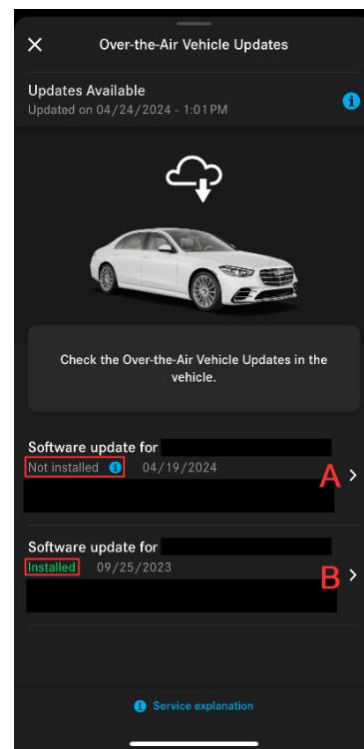 Over-the-Air Vehicle Updates
Updates Available
Updated on 04/24/2024 - 1:01 PM
Check the Over-the-Air Vehicle Updates in the
vehicle.
Software update for
Not installed 04/19/2024
A
Software update for
Installed 09/25/2023
B
Service explanation